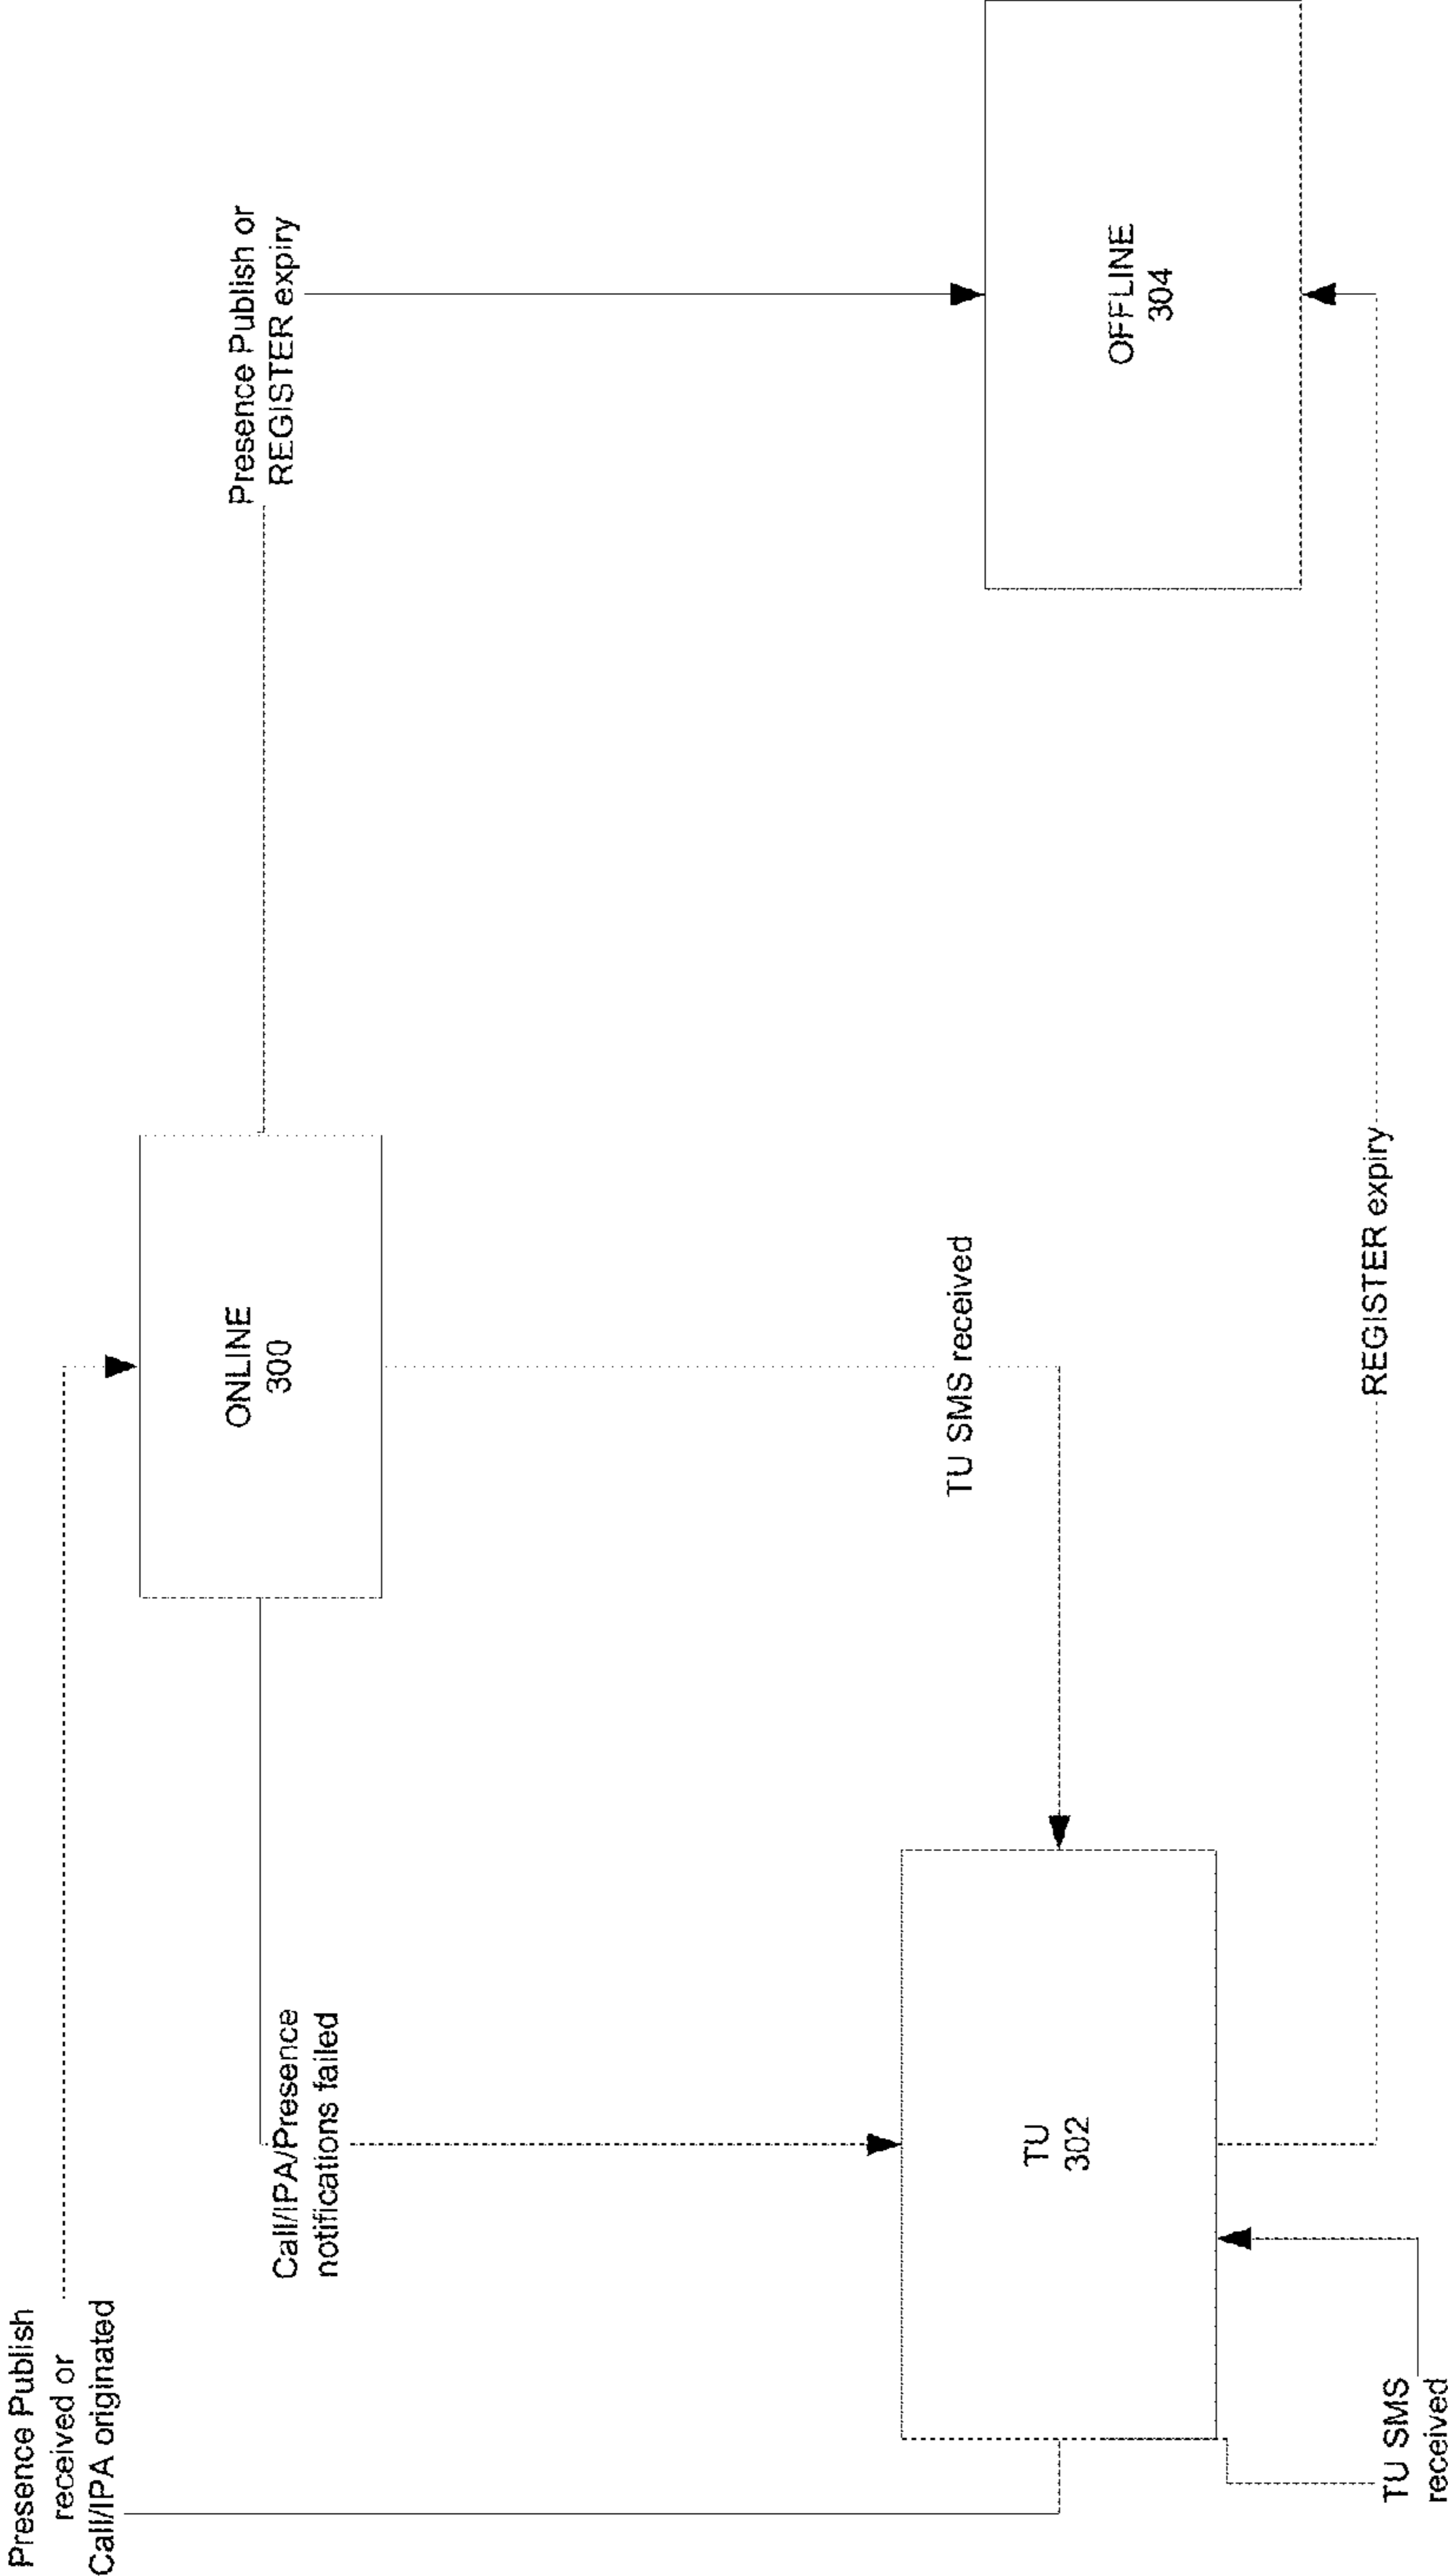 Presence Publish
received or
Call/IPA originated
ONLINE
300
Presence Publish or
REGISTER expiry
Call/IPA/Presence
notifications failed
TU SMS received
TU
302
OFFLINE
304
REGISTER expiry
TU SMS
received